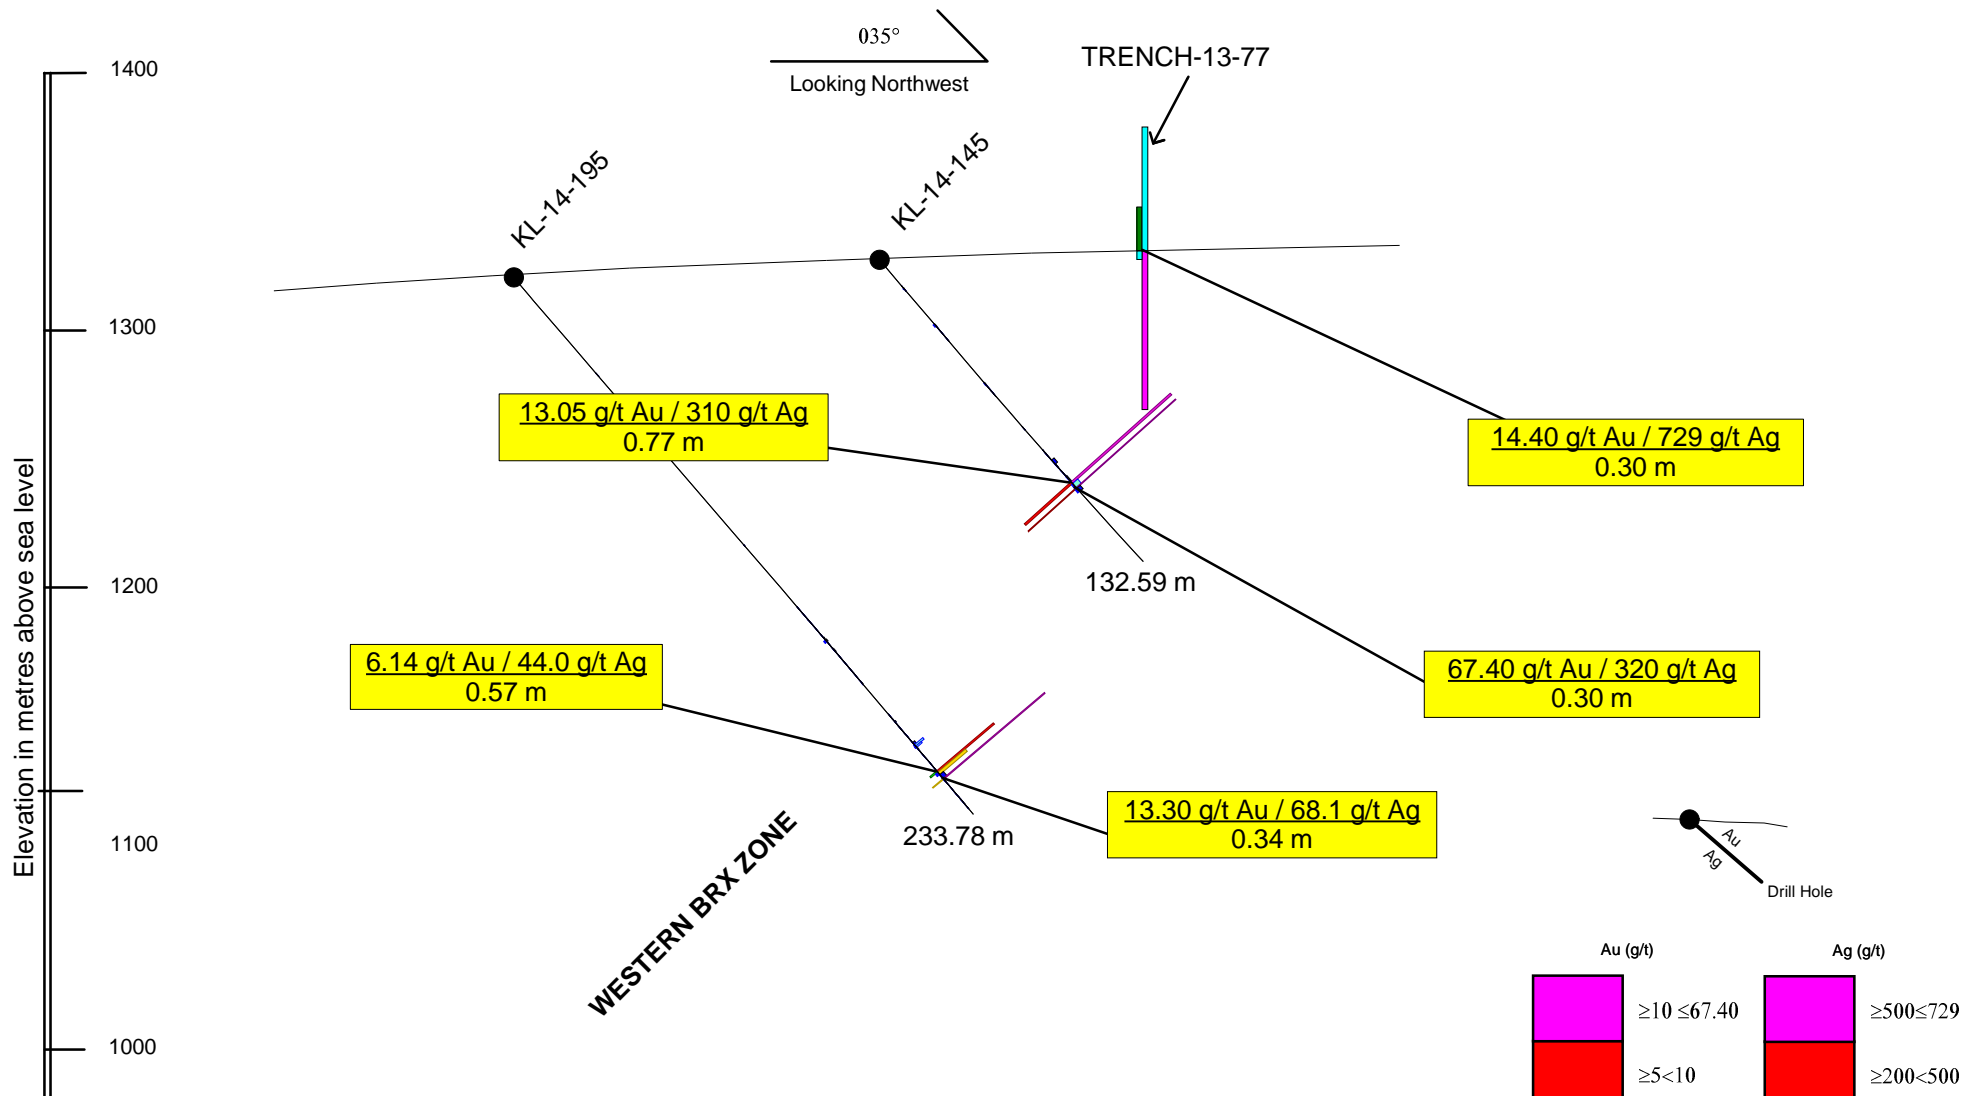 035°
Looking Northwest
TRENCH-13-77
1400
KL-14-195
KL-14-145
1300
13.05 g/t Au / 310 g/t Ag
0.77 m
14.40 g/t Au / 729 g/t Ag
0.30 m
Elevation in metres above sea level
1200
132.59 m
6.14 g/t Au / 44.0 g/t Ag
0.57 m
67.40 g/t Au / 320 g/t Ag
0.30 m
13.30 g/t Au / 68.1 g/t Ag
0.34 m
233.78 m
1100
WESTERN BRX ZONE
Au
Ag
Drill Hole
1000
Au (g/t)
Ag (g/t)
≥10 ≤67.40
≥500≤729
≥5<10
≥200<500